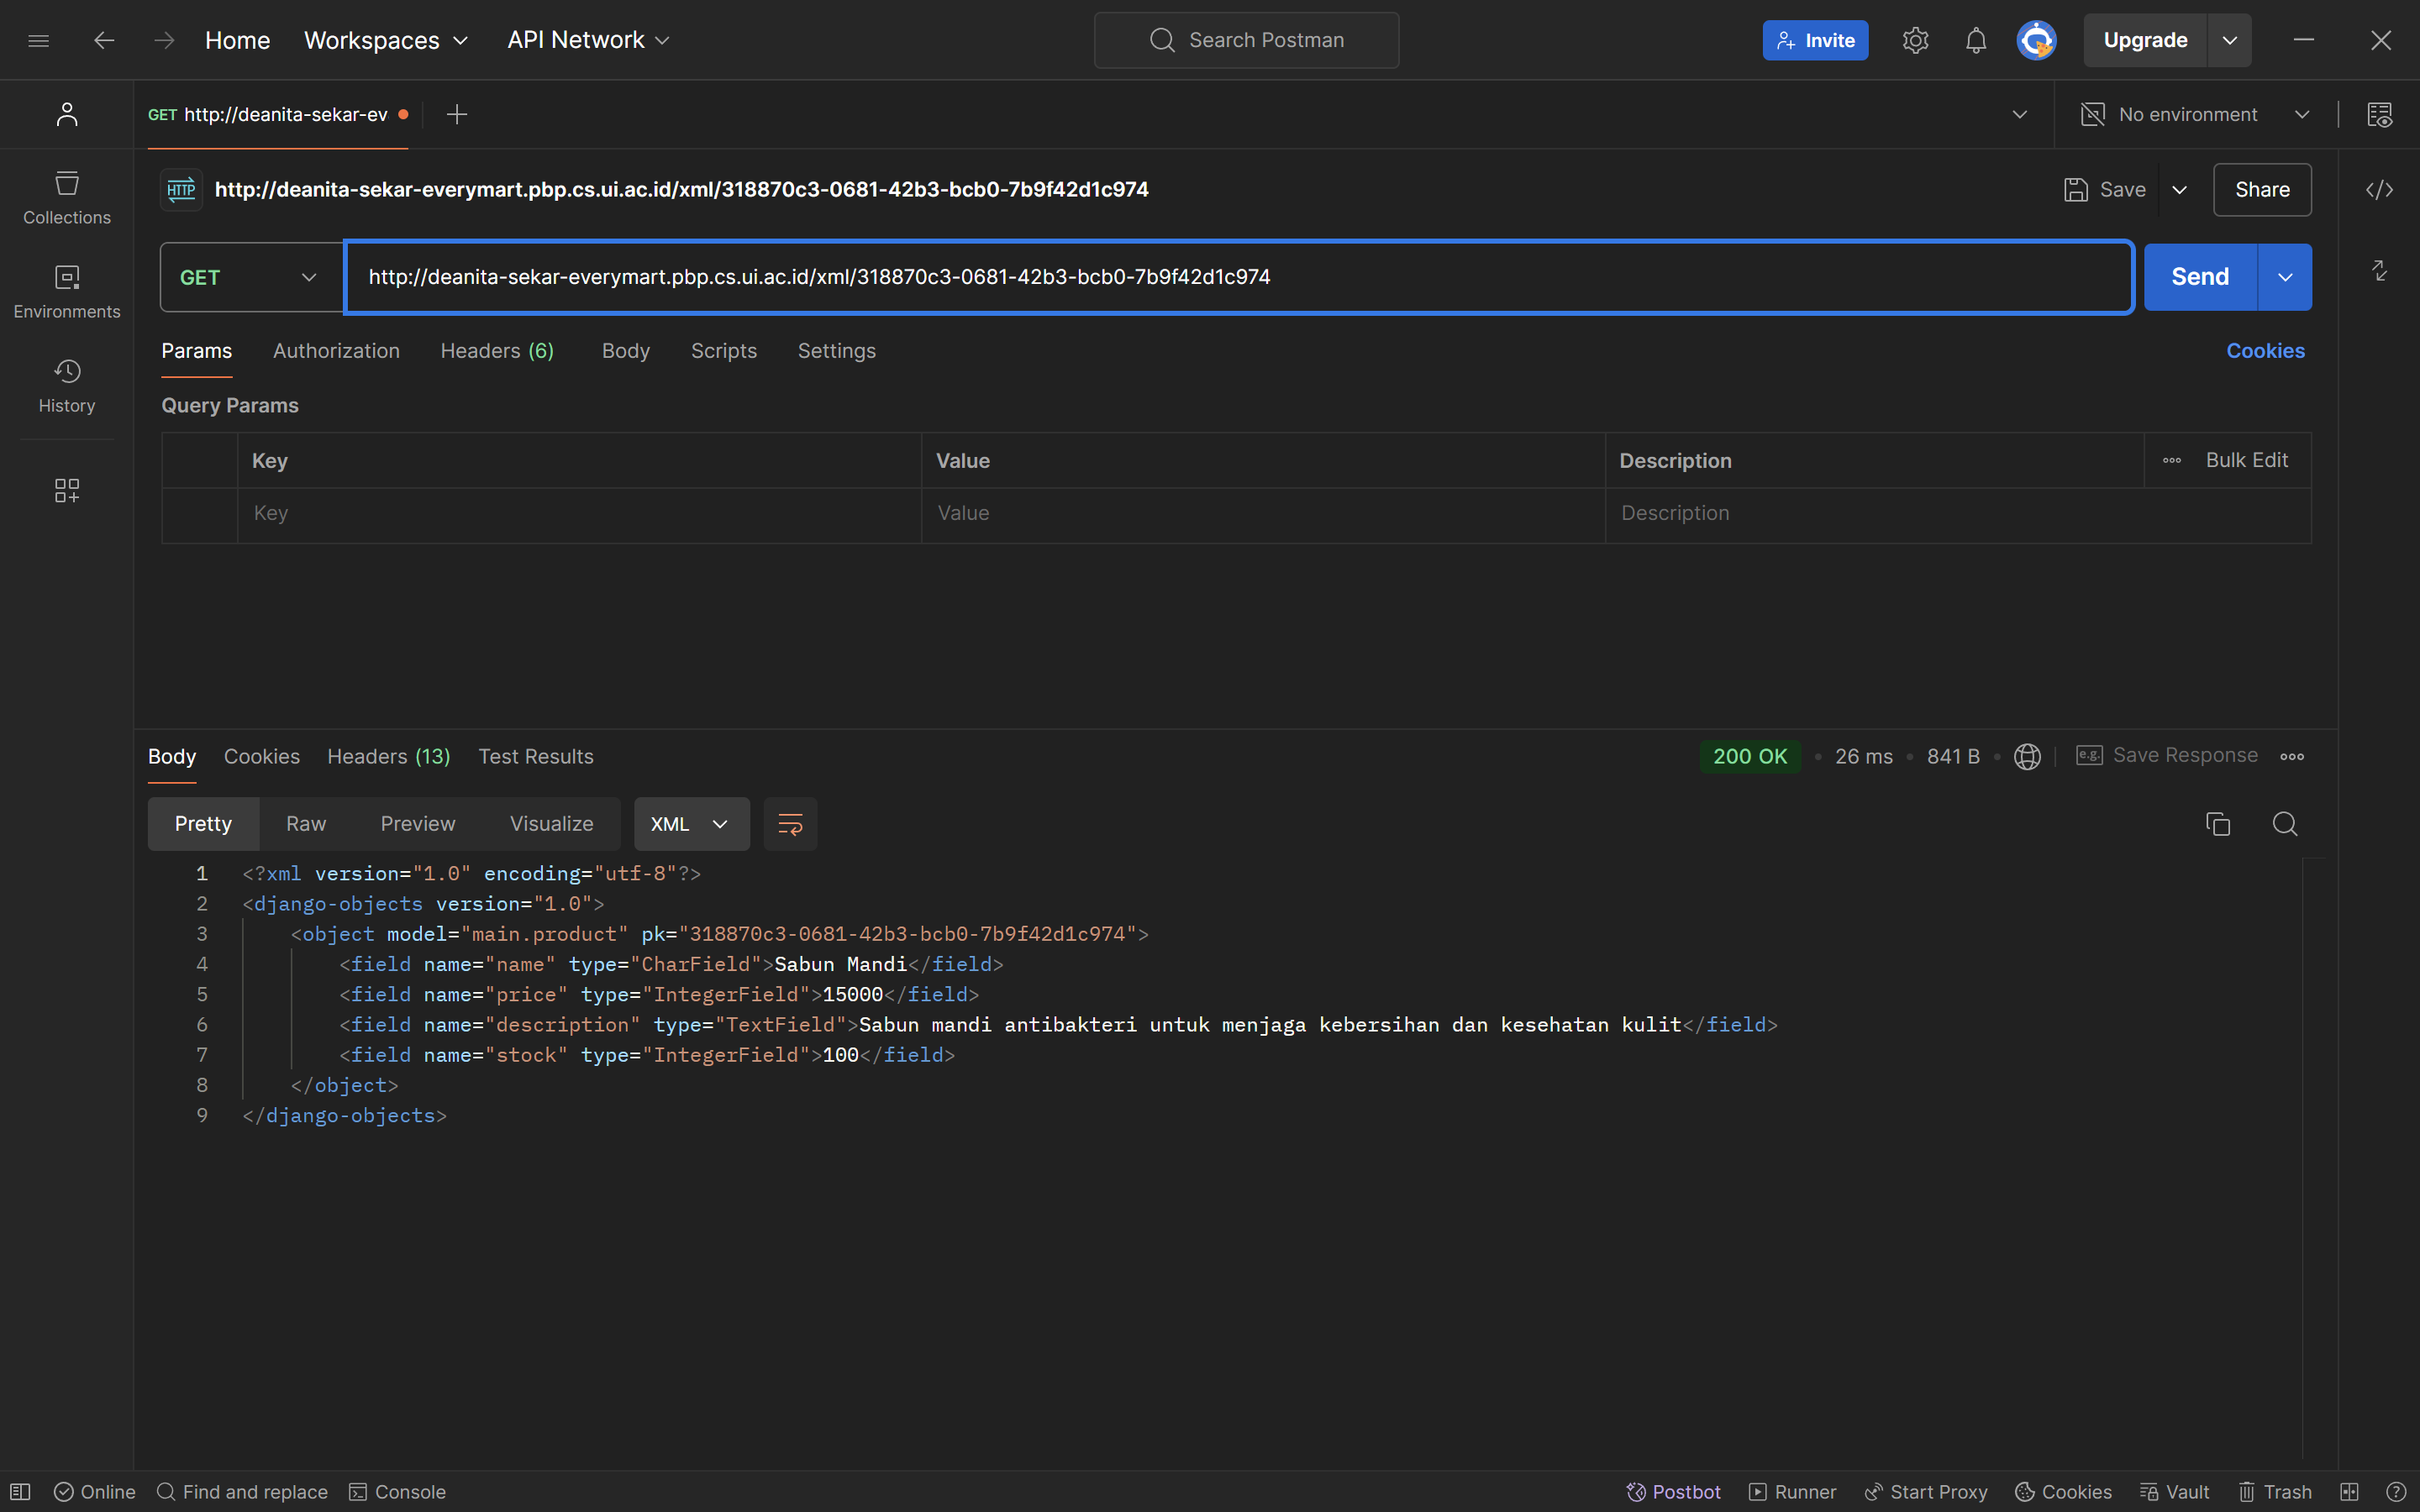 Home Workspaces API Network Search Postman Invite Upgrade
GET http://deanita-sekar-ev No environment
HTTP http://deanita-sekar-everymart.pbp.cs.ui.ac.id/xml/318870c3-0681-42b3-bcb0-7b9f42d1c974 Save Share
Collections
GET http://deanita-sekar-everymart.pbp.cs.ui.ac.id/xml/318870c3-0681-42b3-bcb0-7b9f42d1c974 Send
Environments
Params Authorization Headers (6) Body Scripts Settings Cookies
History
Query Params
Key Value Description Bulk Edit
Key Value Description
Body Cookies Headers (13) Test Results 200 OK • 26 ms • 841 B • e.g. Save Response
Pretty Raw Preview Visualize XML
1 <?xml version="1.0" encoding="utf-8"?>
2 <django-objects version="1.0">
3 <object model="main.product" pk="318870c3-0681-42b3-bcb0-7b9f42d1c974">
4 <field name="name" type="CharField">Sabun Mandi</field>
5 <field name="price" type="IntegerField">15000</field>
6 <field name="description" type="TextField">Sabun mandi antibakteri untuk menjaga kebersihan dan kesehatan kulit</field>
7 <field name="stock" type="IntegerField">100</field>
8 </object>
9 </django-objects>
Online Find and replace Console Postbot Runner Start Proxy Cookies Vault Trash